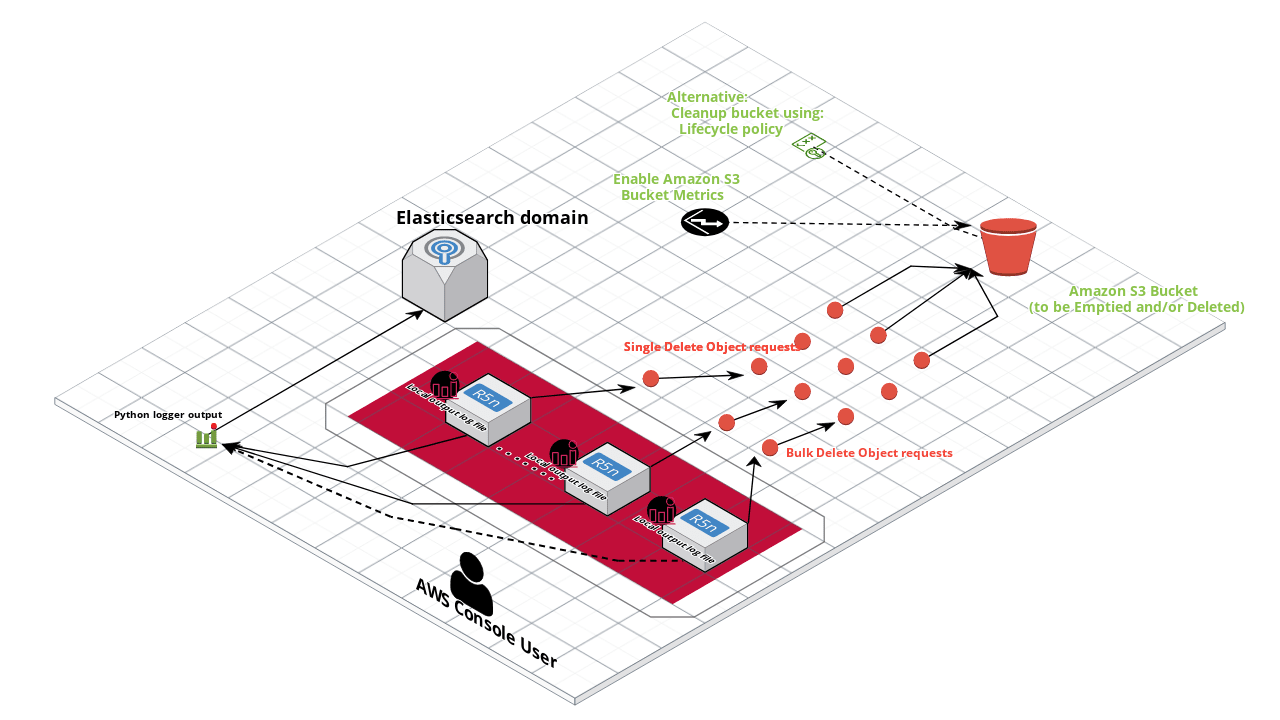 Alternative:
Cleanup bucket using:
Lifecycle policy
Enable Amazon S3
Bucket Metrics
Elasticsearch domain
Amazon S3 Bucket
(to be Emptied and/or Deleted)
Single Delete Object requests
Python logger output
R5n
Local output log file
R5n
Local output log file
Bulk Delete Object requests
R5n
Local output log file
AWS Console User